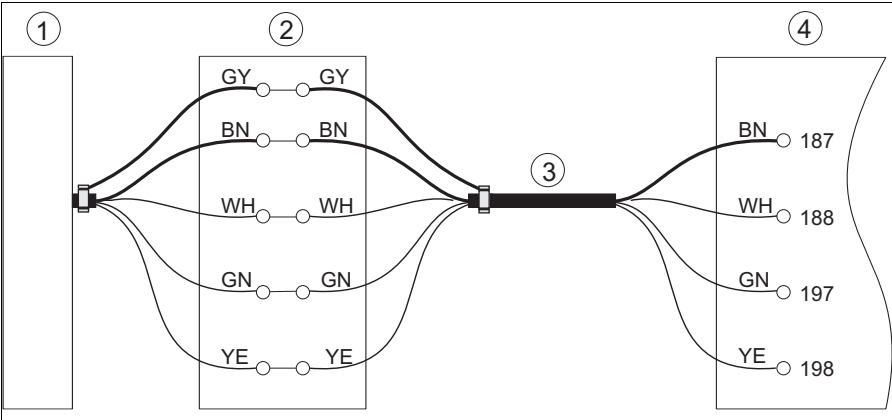 1 2 3 4
GY GY
BN BN BN 187
WH WH WH 188
GN GN GN 197
YE YE YE 198